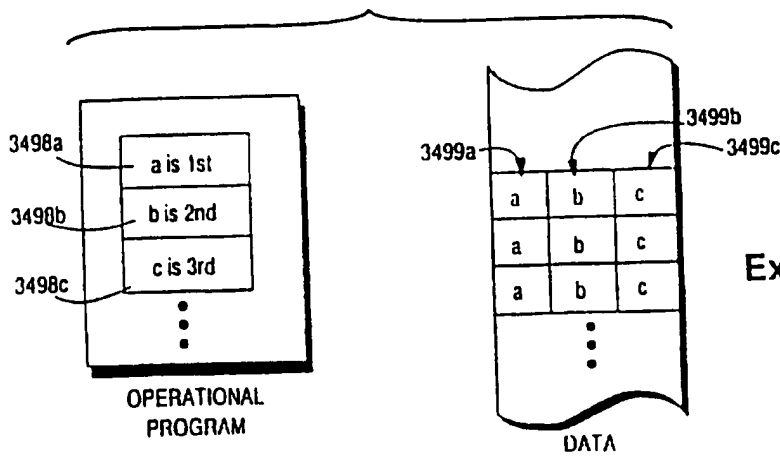 3498a
a is 1st
3498b
b is 2nd
3498c
c is 3rd
OPERATIONAL
PROGRAM
3499b
3499a
3499c
a b c
a b c
a b c
Ex
DATA